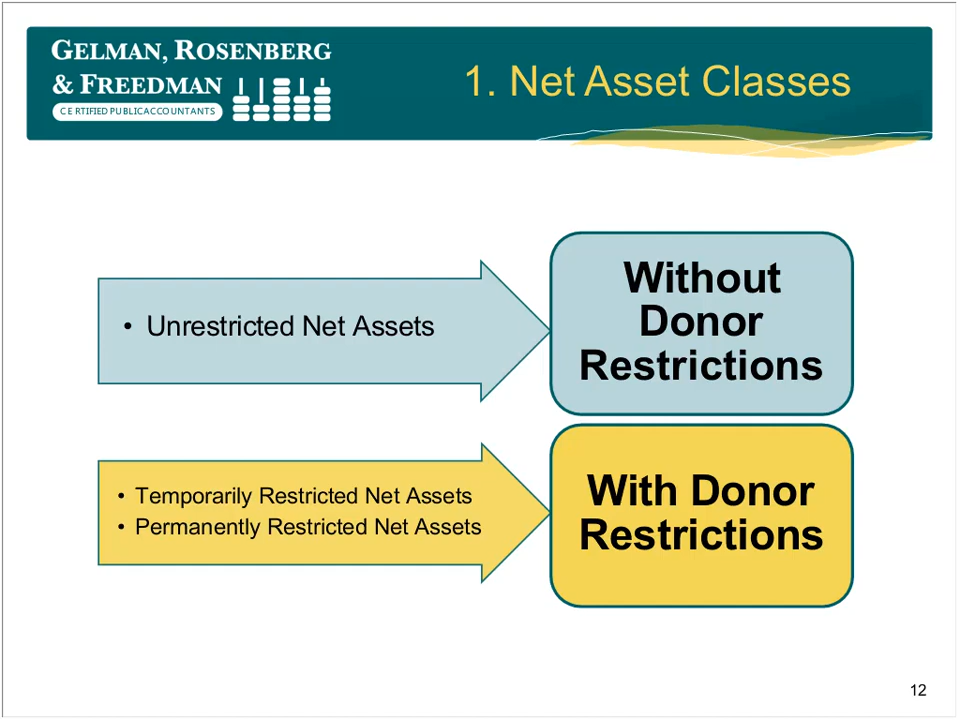 GELMAN, ROSENBERG
& FREEDMAN
CERTIFIED PUBLIC ACCOUNTANTS
1. Net Asset Classes
• Unrestricted Net Assets
Without
Donor
Restrictions
• Temporarily Restricted Net Assets
• Permanently Restricted Net Assets
With Donor
Restrictions
12